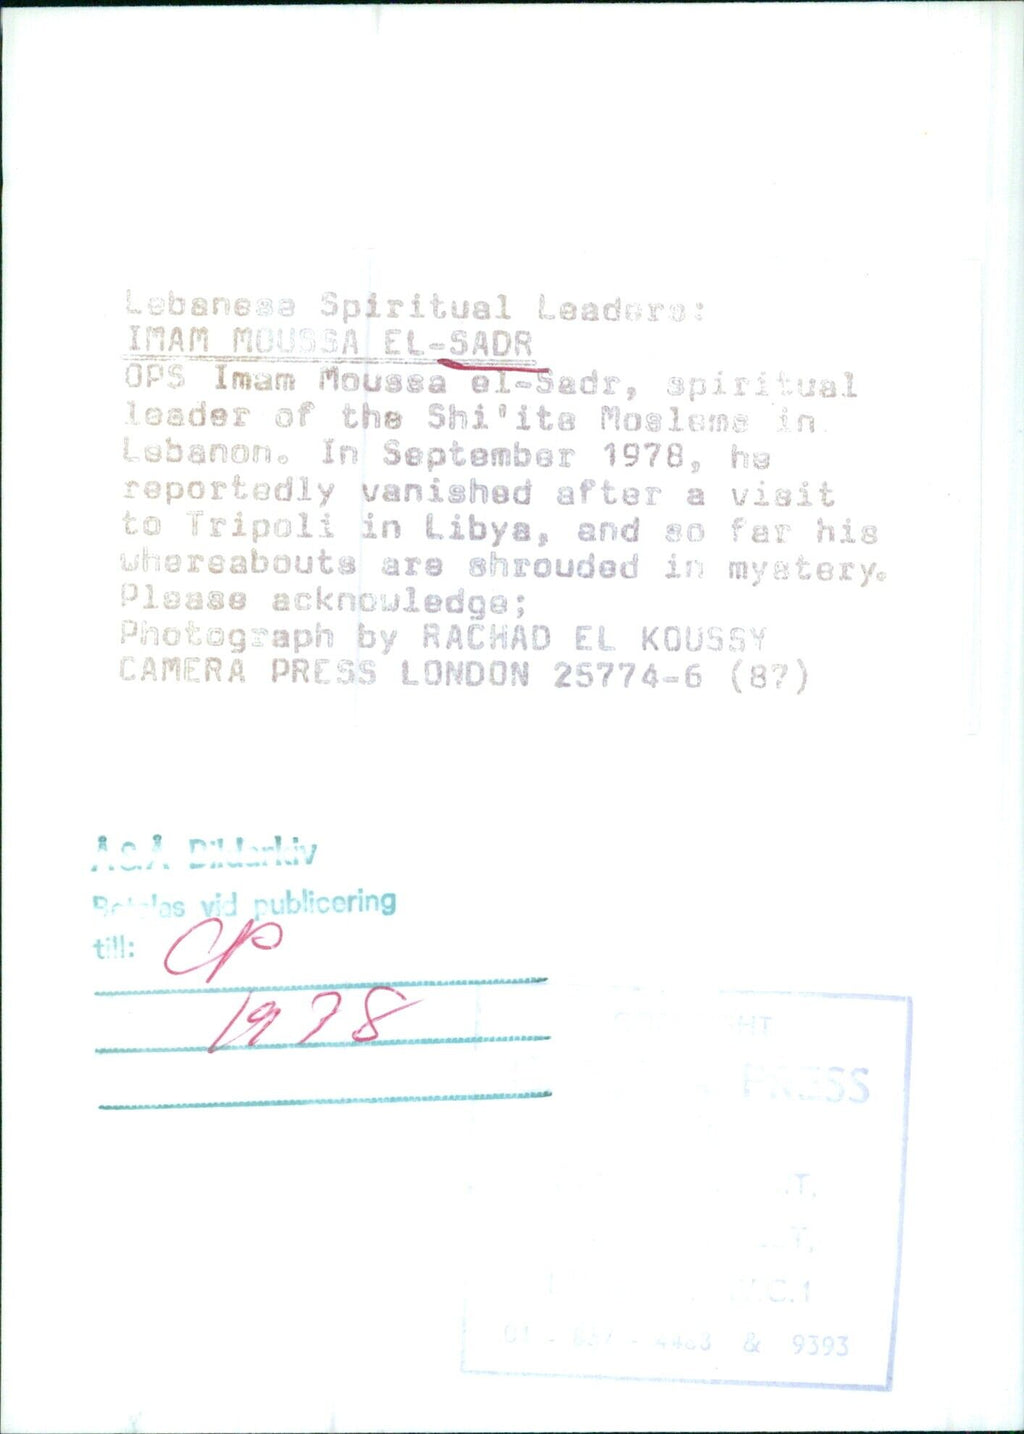 Lebanese Spiritual Leaders:
IMAM MOUSSA EL-SADR
OPS Imam Moussa el-Sadr, spiritual
leader of the Shi'ite Moslems in
Lebanon. In September 1978, he
reportedly vanished after a visit
to Tripoli in Libya, and so far his
whereabouts are shrouded in mystery.
Please acknowledge;
Photograph by RACHAD EL KOUSSY
CAMERA PRESS LONDON 25774-6 (87)
Å&Å Bildarkiv
Betalas vid publicering
till: CP
1978
PRESS
& 9393